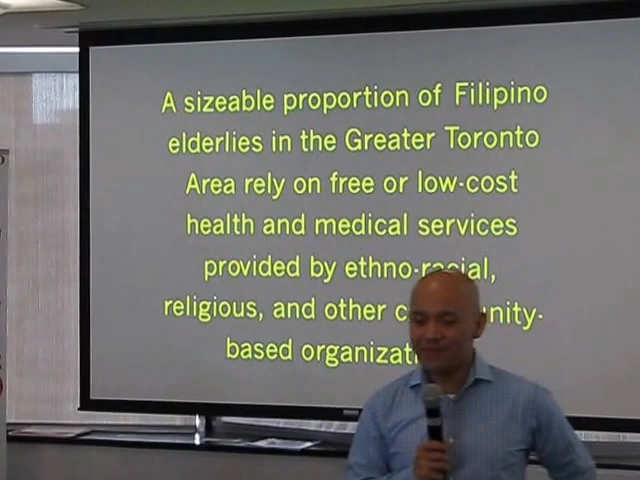 A sizeable proportion of Filipino
elderlies in the Greater Toronto
Area rely on free or low-cost
health and medical services
provided by ethno-racial,
religious, and other
based